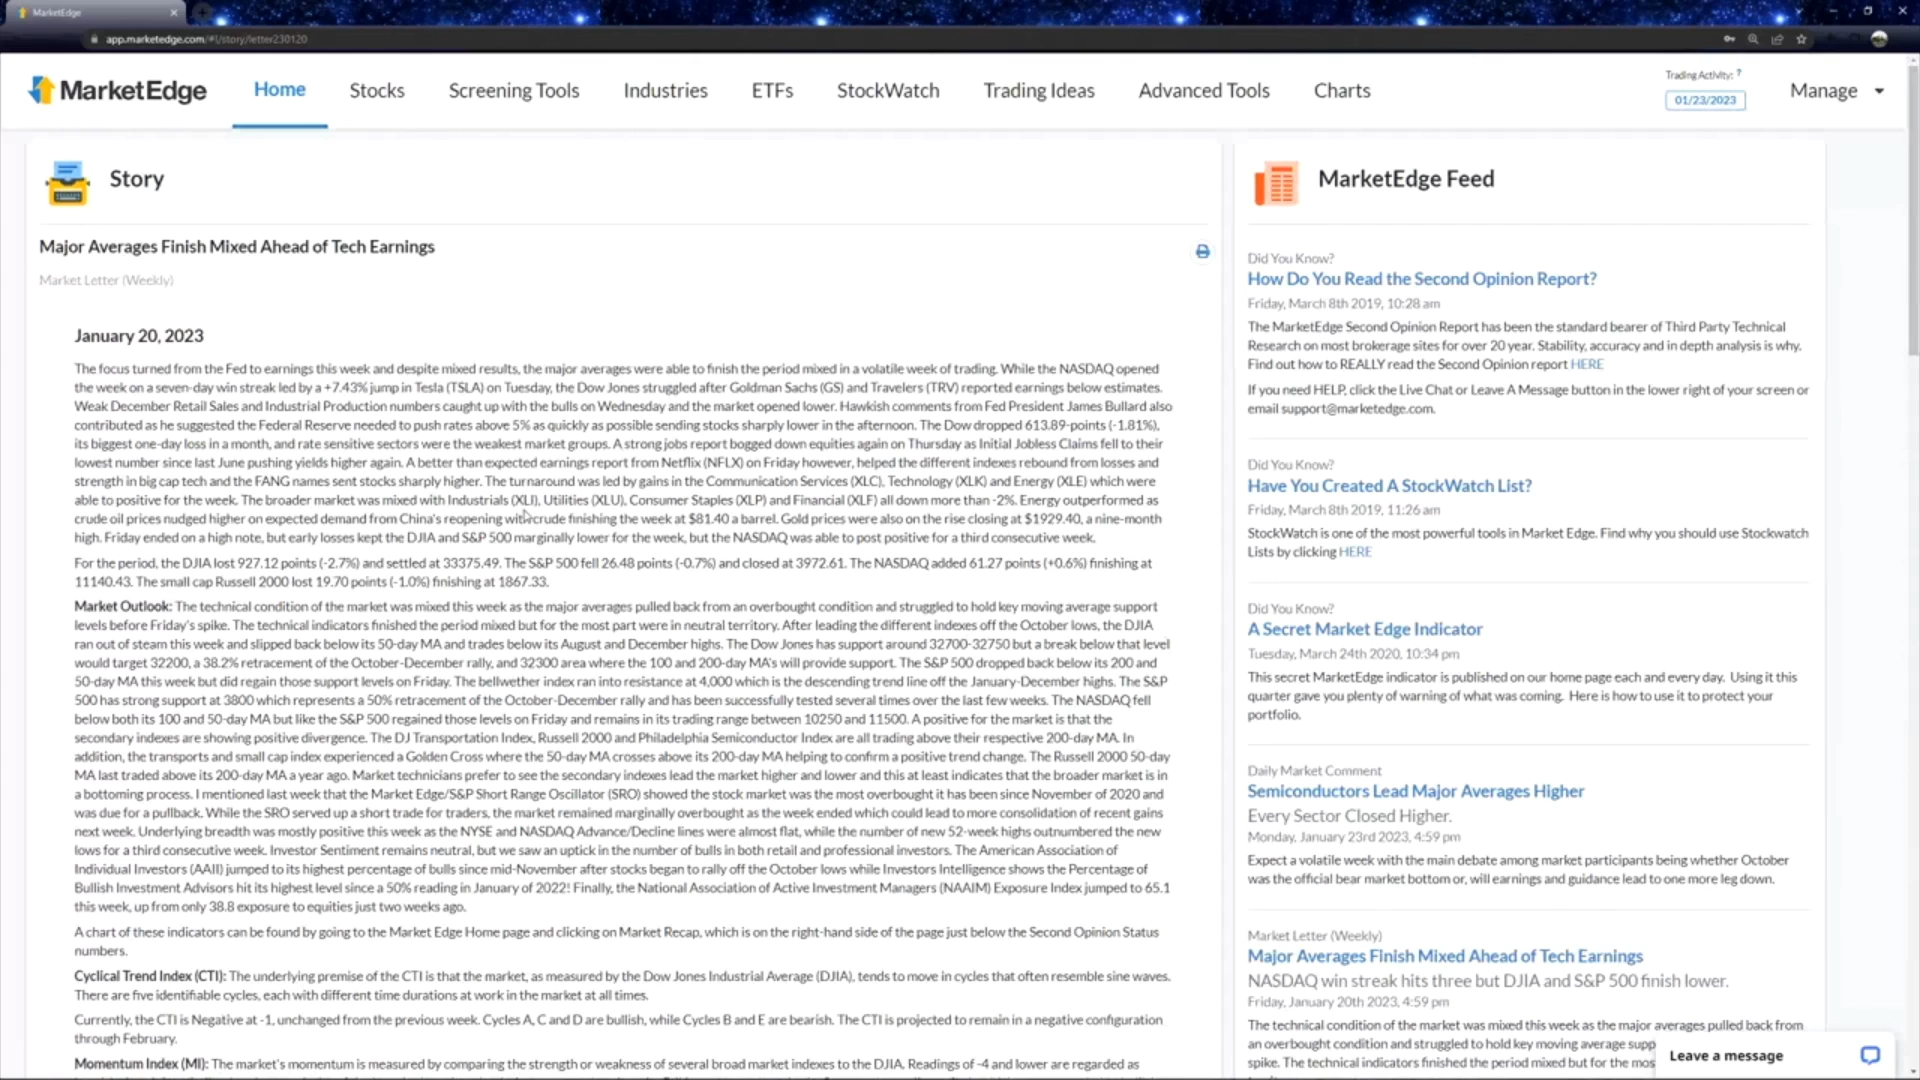 MarketEdge
app.marketedge.com/#!/story/letter230120
MarketEdge
Home
Stocks
Screening Tools
Industries
ETFs
StockWatch
Trading Ideas
Advanced Tools
Charts
Trading Activity: ?
01/23/2023
Manage
Story
Major Averages Finish Mixed Ahead of Tech Earnings
Market Letter (Weekly)
January 20, 2023
The focus turned from the Fed to earnings this week and despite mixed results, the major averages were able to finish the period mixed in a volatile week of trading. While the NASDAQ opened
the week on a seven-day win streak led by a +7.43% jump in Tesla (TSLA) on Tuesday, the Dow Jones struggled after Goldman Sachs (GS) and Travelers (TRV) reported earnings below estimates.
Weak December Retail Sales and Industrial Production numbers caught up with the bulls on Wednesday and the market opened lower. Hawkish comments from Fed President James Bullard also
contributed as he suggested the Federal Reserve needed to push rates above 5% as quickly as possible sending stocks sharply lower in the afternoon. The Dow dropped 613.89-points (-1.81%),
its biggest one-day loss in a month, and rate sensitive sectors were the weakest market groups. A strong jobs report bogged down equities again on Thursday as Initial Jobless Claims fell to their
lowest number since last June pushing yields higher again. A better than expected earnings report from Netflix (NFLX) on Friday however, helped the different indexes rebound from losses and
strength in big cap tech and the FANG names sent stocks sharply higher. The turnaround was led by gains in the Communication Services (XLC), Technology (XLK) and Energy (XLE) which were
able to positive for the week. The broader market was mixed with Industrials (XLI), Utilities (XLU), Consumer Staples (XLP) and Financial (XLF) all down more than -2%. Energy outperformed as
crude oil prices nudged higher on expected demand from China's reopening with crude finishing the week at $81.40 a barrel. Gold prices were also on the rise closing at $1929.40, a nine-month
high. Friday ended on a high note, but early losses kept the DJIA and S&P 500 marginally lower for the week, but the NASDAQ was able to post positive for a third consecutive week.
For the period, the DJIA lost 927.12 points (-2.7%) and settled at 33375.49. The S&P 500 fell 26.48 points (-0.7%) and closed at 3972.61. The NASDAQ added 61.27 points (+0.6%) finishing at
11140.43. The small cap Russell 2000 lost 19.70 points (-1.0%) finishing at 1867.33.
Market Outlook: The technical condition of the market was mixed this week as the major averages pulled back from an overbought condition and struggled to hold key moving average support
levels before Friday's spike. The technical indicators finished the period mixed but for the most part were in neutral territory. After leading the different indexes off the October lows, the DJIA
ran out of steam this week and slipped back below its 50-day MA and trades below its August and December highs. The Dow Jones has support around 32700-32750 but a break below that level
would target 32200, a 38.2% retracement of the October-December rally, and 32300 area where the 100 and 200-day MA's will provide support. The S&P 500 dropped back below its 200 and
50-day MA this week but did regain those support levels on Friday. The bellwether index ran into resistance at 4,000 which is the descending trend line off the January-December highs. The S&P
500 has strong support at 3800 which represents a 50% retracement of the October-December rally and has been successfully tested several times over the last few weeks. The NASDAQ fell
below both its 100 and 50-day MA but like the S&P 500 regained those levels on Friday and remains in its trading range between 10250 and 11500. A positive for the market is that the
secondary indexes are showing positive divergence. The DJ Transportation Index, Russell 2000 and Philadelphia Semiconductor Index are all trading above their respective 200-day MA. In
addition, the transports and small cap index experienced a Golden Cross where the 50-day MA crosses above its 200-day MA helping to confirm a positive trend change. The Russell 2000 50-day
MA last traded above its 200-day MA a year ago. Market technicians prefer to see the secondary indexes lead the market higher and lower and this at least indicates that the broader market is in
a bottoming process. I mentioned last week that the Market Edge/S&P Short Range Oscillator (SRO) showed the stock market was the most overbought it has been since November of 2020 and
was due for a pullback. While the SRO served up a short trade for traders, the market remained marginally overbought as the week ended which could lead to more consolidation of recent gains
next week. Underlying breadth was mostly positive this week as the NYSE and NASDAQ Advance/Decline lines were almost flat, while the number of new 52-week highs outnumbered the new
lows for a third consecutive week. Investor Sentiment remains neutral, but we saw an uptick in the number of bulls in both retail and professional investors. The American Association of
Individual Investors (AAII) jumped to its highest percentage of bulls since mid-November after stocks began to rally off the October lows while Investors Intelligence shows the Percentage of
Bullish Investment Advisors hit its highest level since a 50% reading in January of 2022! Finally, the National Association of Active Investment Managers (NAAIM) Exposure Index jumped to 65.1
this week, up from only 38.8 exposure to equities just two weeks ago.
A chart of these indicators can be found by going to the Market Edge Home page and clicking on Market Recap, which is on the right-hand side of the page just below the Second Opinion Status
numbers.
Cyclical Trend Index (CTI): The underlying premise of the CTI is that the market, as measured by the Dow Jones Industrial Average (DJIA), tends to move in cycles that often resemble sine waves.
There are five identifiable cycles, each with different time durations at work in the market at all times.
Currently, the CTI is Negative at -1, unchanged from the previous week. Cycles A, C and D are bullish, while Cycles B and E are bearish. The CTI is projected to remain in a negative configuration
through February.
Momentum Index (MI): The market's momentum is measured by comparing the strength or weakness of several broad market indexes to the DJIA. Readings of -4 and lower are regarded as
MarketEdge Feed
Did You Know?
How Do You Read the Second Opinion Report?
Friday, March 8th 2019, 10:28 am
The MarketEdge Second Opinion Report has been the standard bearer of Third Party Technical
Research on most brokerage sites for over 20 year. Stability, accuracy and in depth analysis is why.
Find out how to REALLY read the Second Opinion report HERE
If you need HELP, click the Live Chat or Leave A Message button in the lower right of your screen or
email support@marketedge.com.
Did You Know?
Have You Created A StockWatch List?
Friday, March 8th 2019, 11:26 am
StockWatch is one of the most powerful tools in Market Edge. Find why you should use Stockwatch
Lists by clicking HERE
Did You Know?
A Secret Market Edge Indicator
Tuesday, March 24th 2020, 10:34 pm
This secret MarketEdge indicator is published on our home page each and every day. Using it this
quarter gave you plenty of warning of what was coming. Here is how to use it to protect your
portfolio.
Daily Market Comment
Semiconductors Lead Major Averages Higher
Every Sector Closed Higher.
Monday, January 23rd 2023, 4:59 pm
Expect a volatile week with the main debate among market participants being whether October
was the official bear market bottom or, will earnings and guidance lead to one more leg down.
Market Letter (Weekly)
Major Averages Finish Mixed Ahead of Tech Earnings
NASDAQ win streak hits three but DJIA and S&P 500 finish lower.
Friday, January 20th 2023, 4:59 pm
The technical condition of the market was mixed this week as the major averages pulled back from
an overbought condition and struggled to hold key moving average supp
spike. The technical indicators finished the period mixed but for the mos
Leave a message